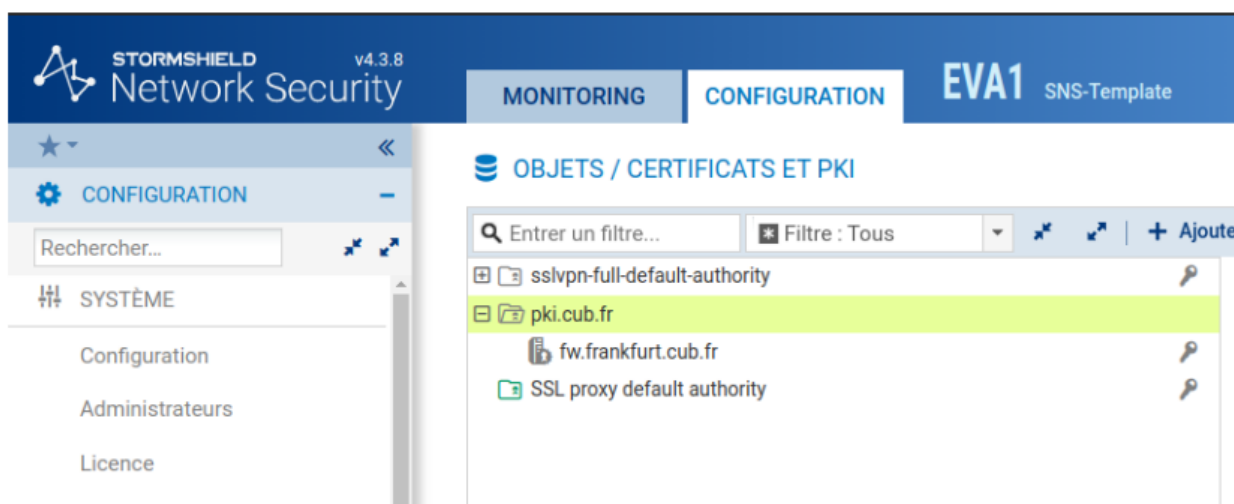 STORMSHIELD v4.3.8
Network Security
MONITORING
CONFIGURATION
EVA1 SNS-Template
CONFIGURATION
Rechercher...
SYSTÈME
Configuration
Administrateurs
Licence
OBJETS / CERTIFICATS ET PKI
Entrer un filtre... Filtre : Tous Ajoute
sslvpn-full-default-authority
pki.cub.fr
fw.frankfurt.cub.fr
SSL proxy default authority